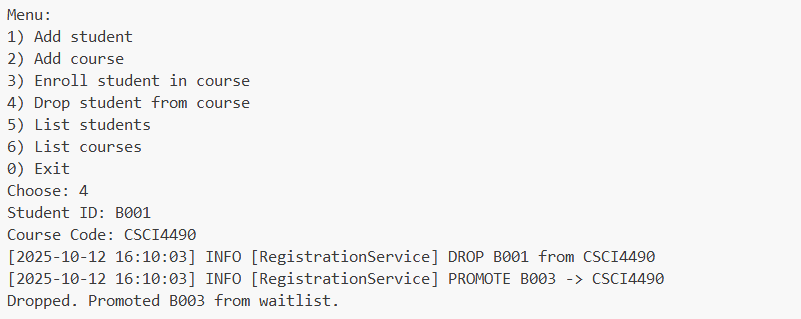 Menu:
1) Add student
2) Add course
3) Enroll student in course
4) Drop student from course
5) List students
6) List courses
0) Exit
Choose: 4
Student ID: B001
Course Code: CSCI4490
[2025-10-12 16:10:03] INFO [RegistrationService] DROP B001 from CSCI4490
[2025-10-12 16:10:03] INFO [RegistrationService] PROMOTE B003 -> CSCI4490
Dropped. Promoted B003 from waitlist.